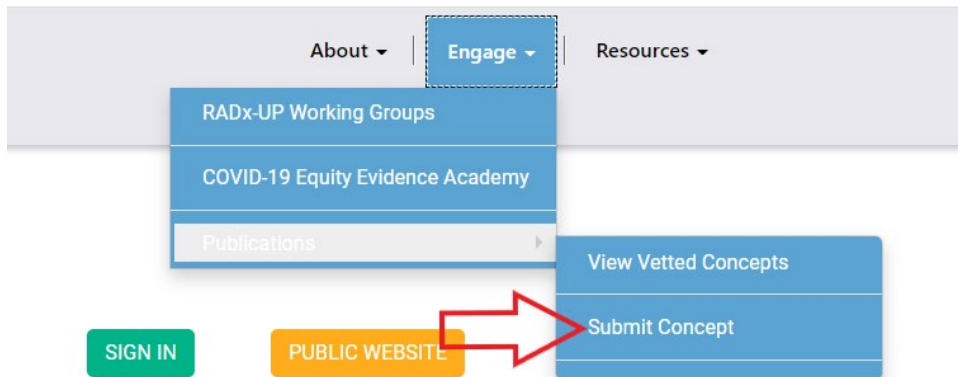 About Engage Resources
RADx-UP Working Groups
COVID-19 Equity Evidence Academy
Publications
View Vetted Concepts
Submit Concept
SIGN IN PUBLIC WEBSITE